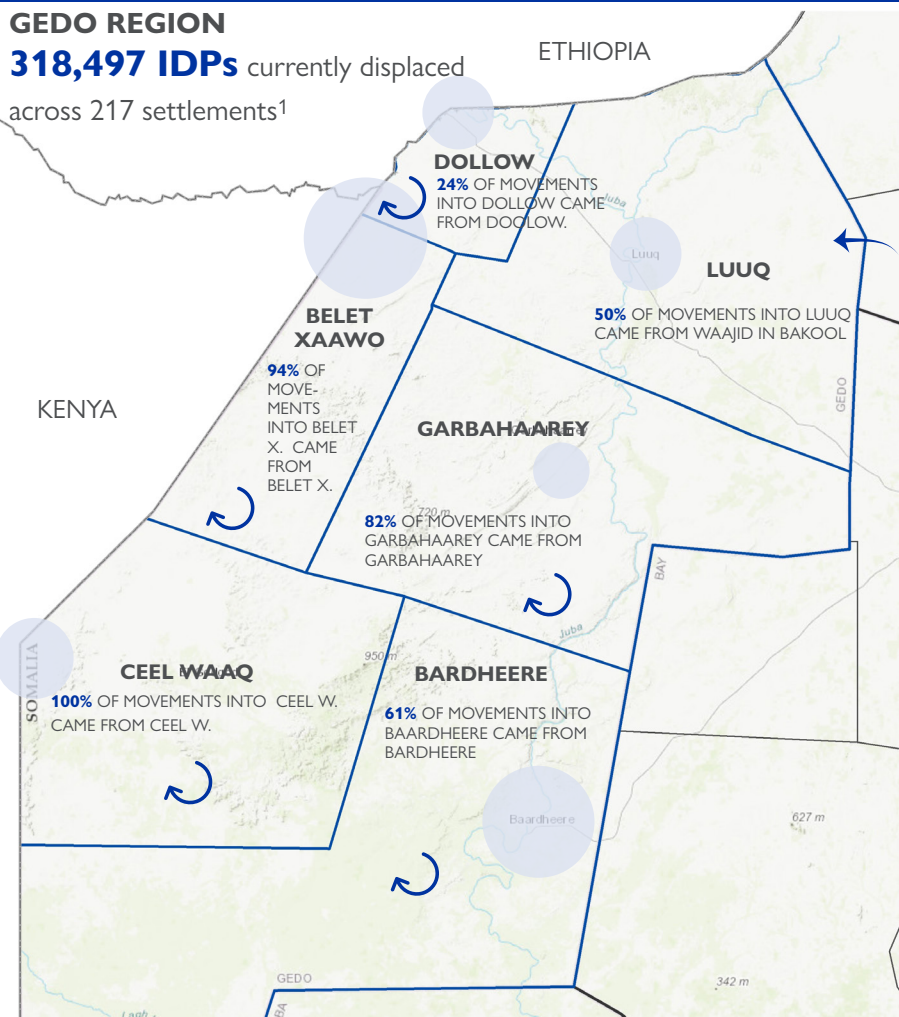 GEDO REGION
318,497 IDPs currently displaced
across 217 settlements¹
ETHIOPIA
DOLLOW
24% OF MOVEMENTS
INTO DOLLOW CAME
FROM DOOLOW.
Juba
Luuq
LUUQ
50% OF MOVEMENTS INTO LUUQ
CAME FROM WAAJID IN BAKOOL
BELET
XAAWO
94% OF
MOVE-
MENTS
INTO BELET
X. CAME
FROM
BELET X.
KENYA
GEDO
GARBAHAAREY
720 m
82% OF MOVEMENTS INTO
GARBAHAAREY CAME FROM
GARBAHAAREY
BAY
Juba
950 m
SOMALIA
CEEL WAAQ
100% OF MOVEMENTS INTO CEEL W.
CAME FROM CEEL W.
BARDHEERE
61% OF MOVEMENTS INTO
BAARDHEERE CAME FROM
BARDHEERE
Baardheere
627 m
GEDO
342 m